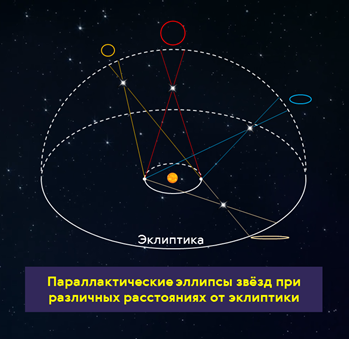 Эклиптика
Параллактические эллипсы звёзд при
различных расстояниях от эклиптики